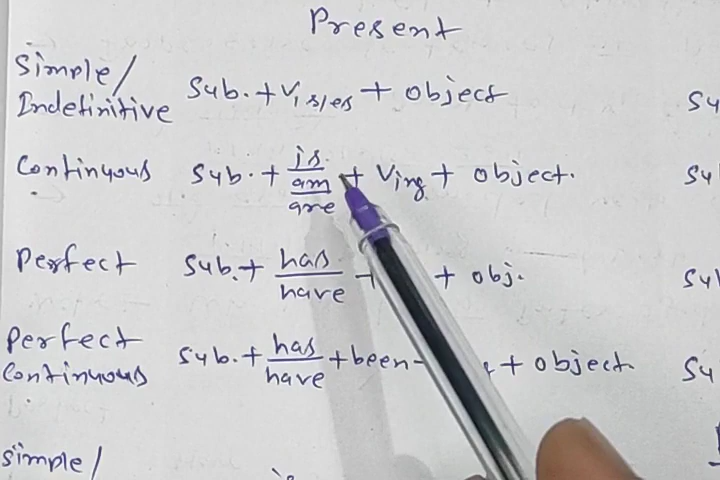 Present
Simple/
Indefinitive Sub. + V1 s/es + object
Su
Continuous Sub. + is/am/are + Ving + object.
Su
Perfect Sub. + has/have + + obj.
Su
Perfect
Continuous Sub. + has/have + been + + object.
Su
simple/